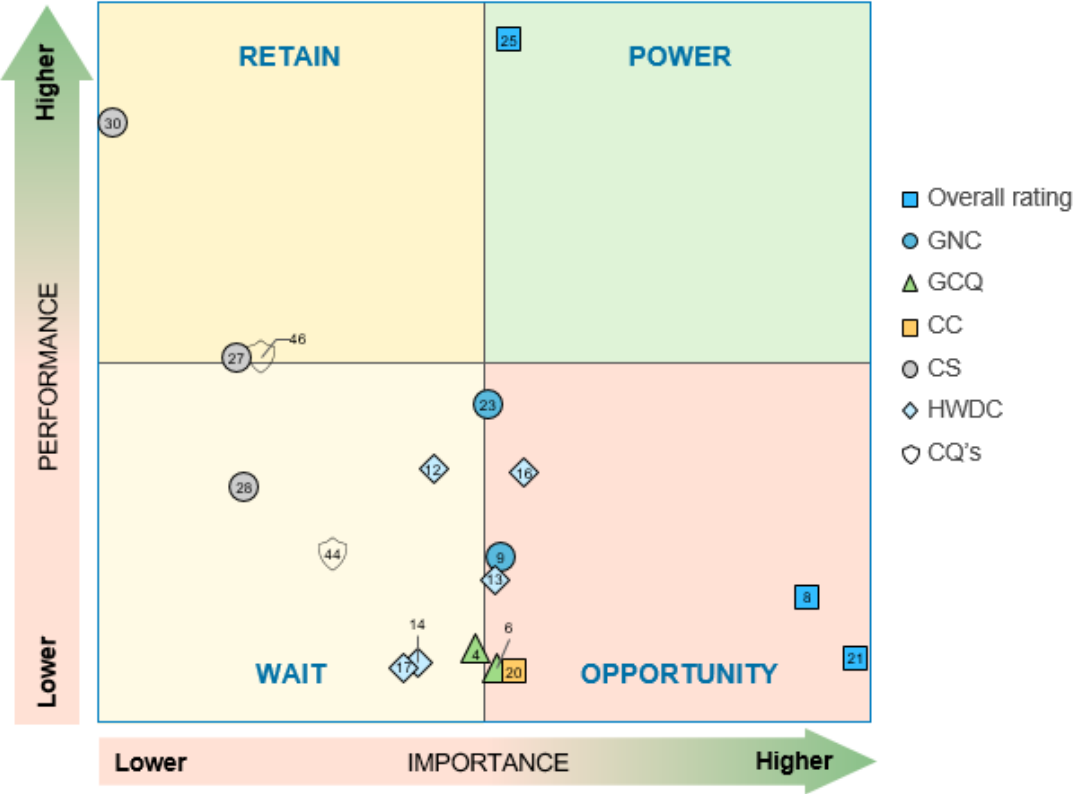 Higher
PERFORMANCE
Lower
RETAIN
POWER
25
30
27
46
23
12
16
28
44
9
13
8
14
6
4
17
20
21
WAIT
OPPORTUNITY
Lower
IMPORTANCE
Higher
Overall rating
GNC
GCQ
CC
CS
HWDC
CQ's